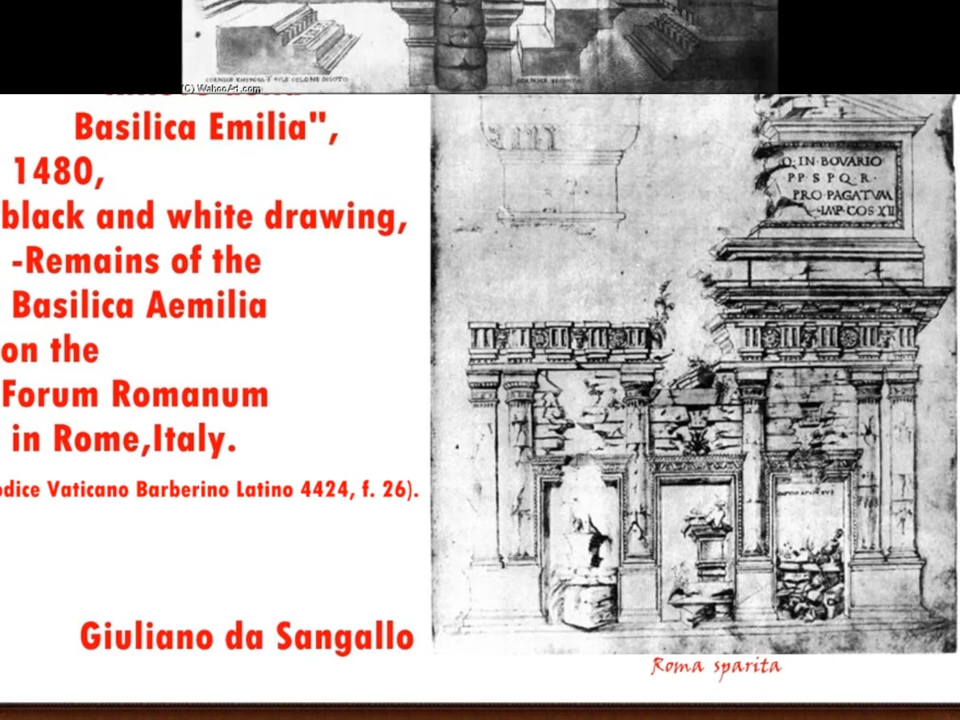 (C) WahooArt.com
Basilica Emilia",
1480,
black and white drawing,
-Remains of the
Basilica Aemilia
on the
Forum Romanum
in Rome,Italy.
Vaticano Barberino Latino 4424, f. 26).
Giuliano da Sangallo
O·IN·BOVARIO
PP·S P Q R·
PRO·PAGATVM
IMP·COS·XII
Roma sparita